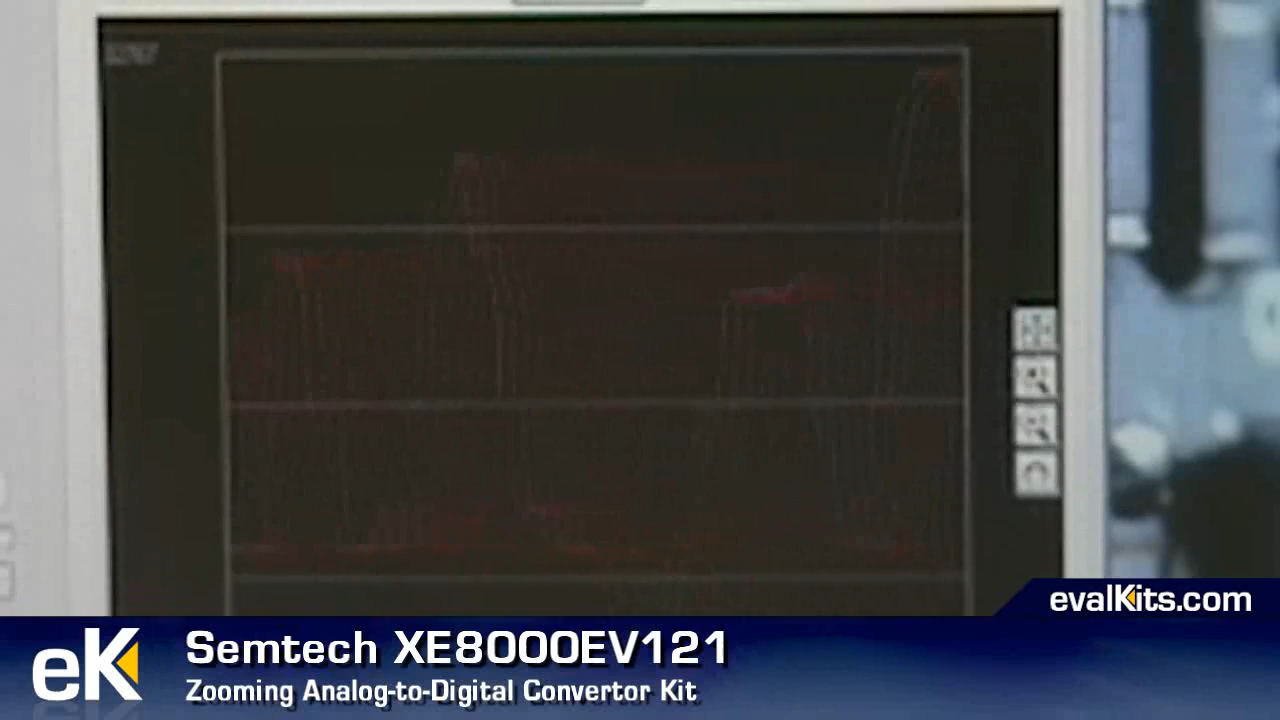 evalKits.com
eK
Semtech XE8000EV121
Zooming Analog-to-Digital Convertor Kit